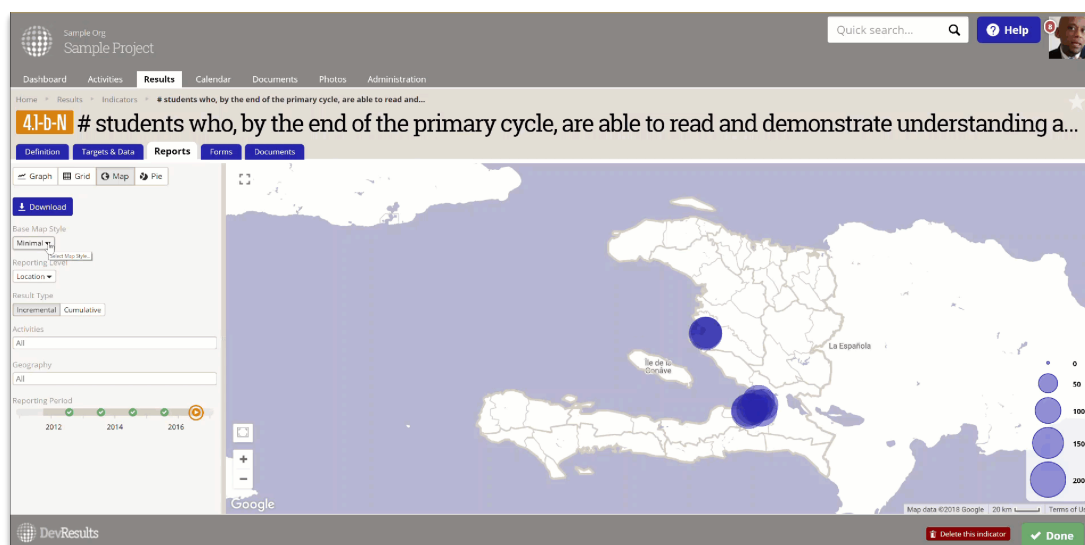 Sample Org
Sample Project
Quick search...
Help
8
Dashboard Activities Results Calendar Documents Photos Administration
Home Results Indicators # students who, by the end of the primary cycle, are able to read and...
4.1-b-N # students who, by the end of the primary cycle, are able to read and demonstrate understanding a...
Definition Targets & Data Reports Forms Documents
Graph Grid Map Pie
Download
Base Map Style
Minimal
Select Map Style...
Reporting Level
Location
Result Type
Incremental Cumulative
Activities
All
Geography
All
Reporting Period
2012 2014 2016
La Española
Île de la
Gonâve
0
50
100
150
200
+
−
Google
Map data ©2018 Google 20 km Terms of U
DevResults
Delete this indicator
Done